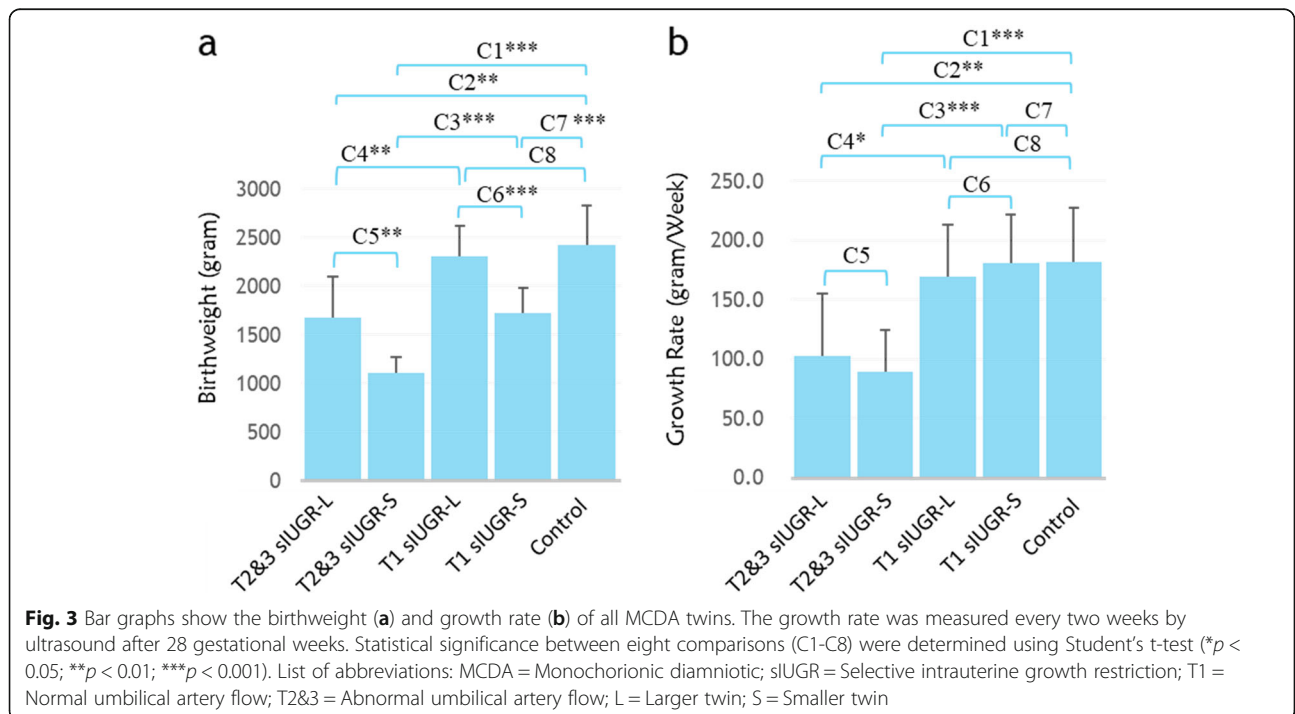 a
C1***
C2**
C3***
C7 ***
C4**
C8
C6***
C5**
Birthweight (gram)
3000
2500
2000
1500
1000
500
0
T2&3 sIUGR-L
T2&3 sIUGR-S
T1 sIUGR-L
T1 sIUGR-S
Control
b
C1***
C2**
C3***
C7
C4*
C8
C6
C5
Growth Rate (gram/Week)
250.0
200.0
150.0
100.0
50.0
0.0
T2&3 sIUGR-L
T2&3 sIUGR-S
T1 sIUGR-L
T1 sIUGR-S
Control
Fig. 3 Bar graphs show the birthweight (a) and growth rate (b) of all MCDA twins. The growth rate was measured every two weeks by
ultrasound after 28 gestational weeks. Statistical significance between eight comparisons (C1-C8) were determined using Student's t-test (*p <
0.05; **p < 0.01; ***p < 0.001). List of abbreviations: MCDA = Monochorionic diamniotic; sIUGR = Selective intrauterine growth restriction; T1 =
Normal umbilical artery flow; T2&3 = Abnormal umbilical artery flow; L = Larger twin; S = Smaller twin